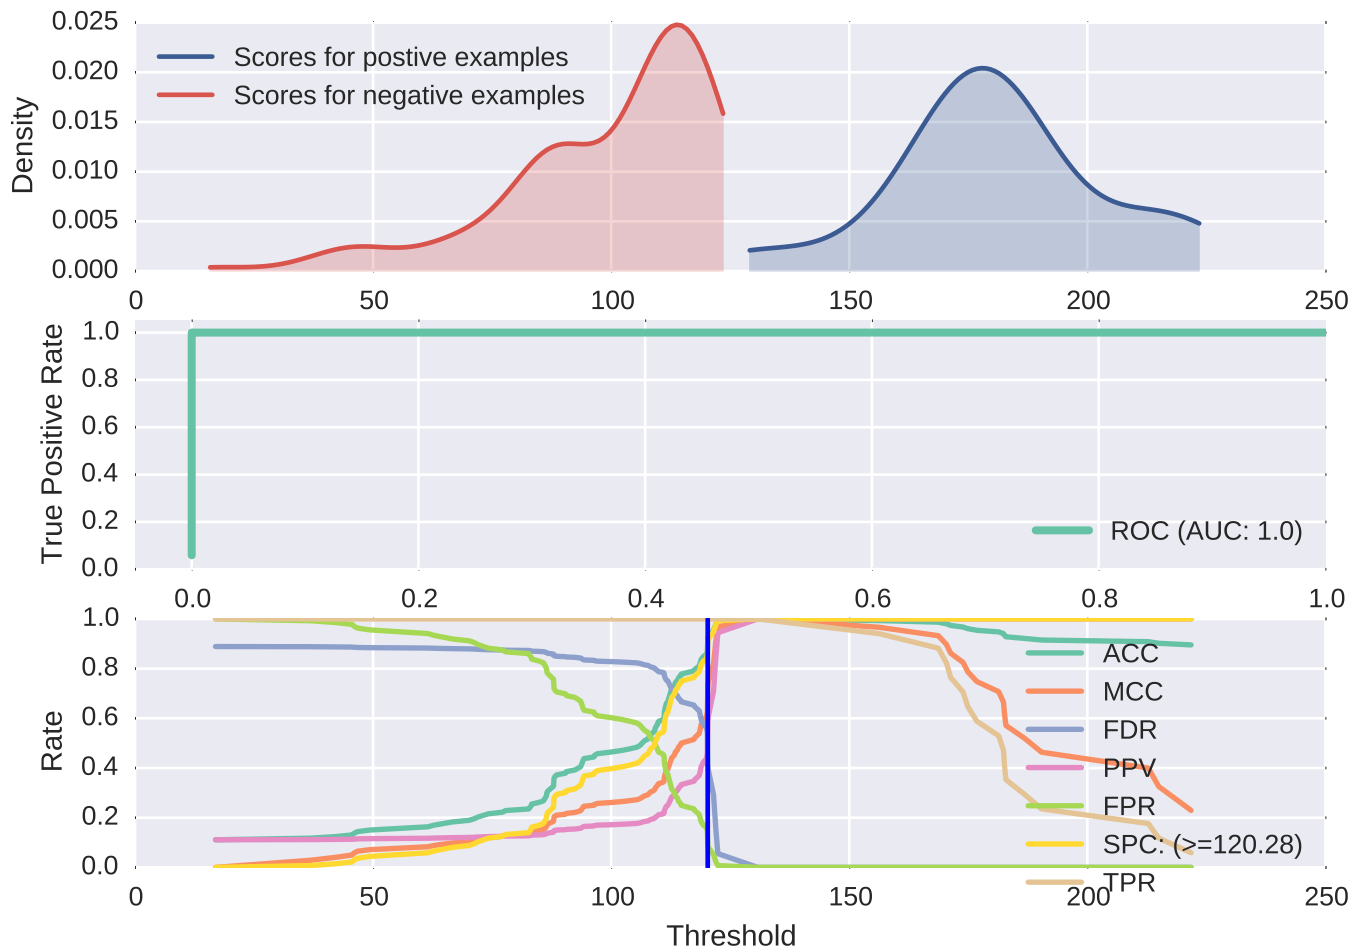 0.025
0.020
0.015
0.010
0.005
0.000
Density
Scores for postive examples
Scores for negative examples
0 50 100 150 200 250
1.0
0.8
0.6
0.4
0.2
0.0
True Positive Rate
ROC (AUC: 1.0)
0.0 0.2 0.4 0.6 0.8 1.0
1.0
0.8
0.6
0.4
0.2
0.0
Rate
ACC
MCC
FDR
PPV
FPR
SPC: (>=120.28)
TPR
0 50 100 150 200 250
Threshold